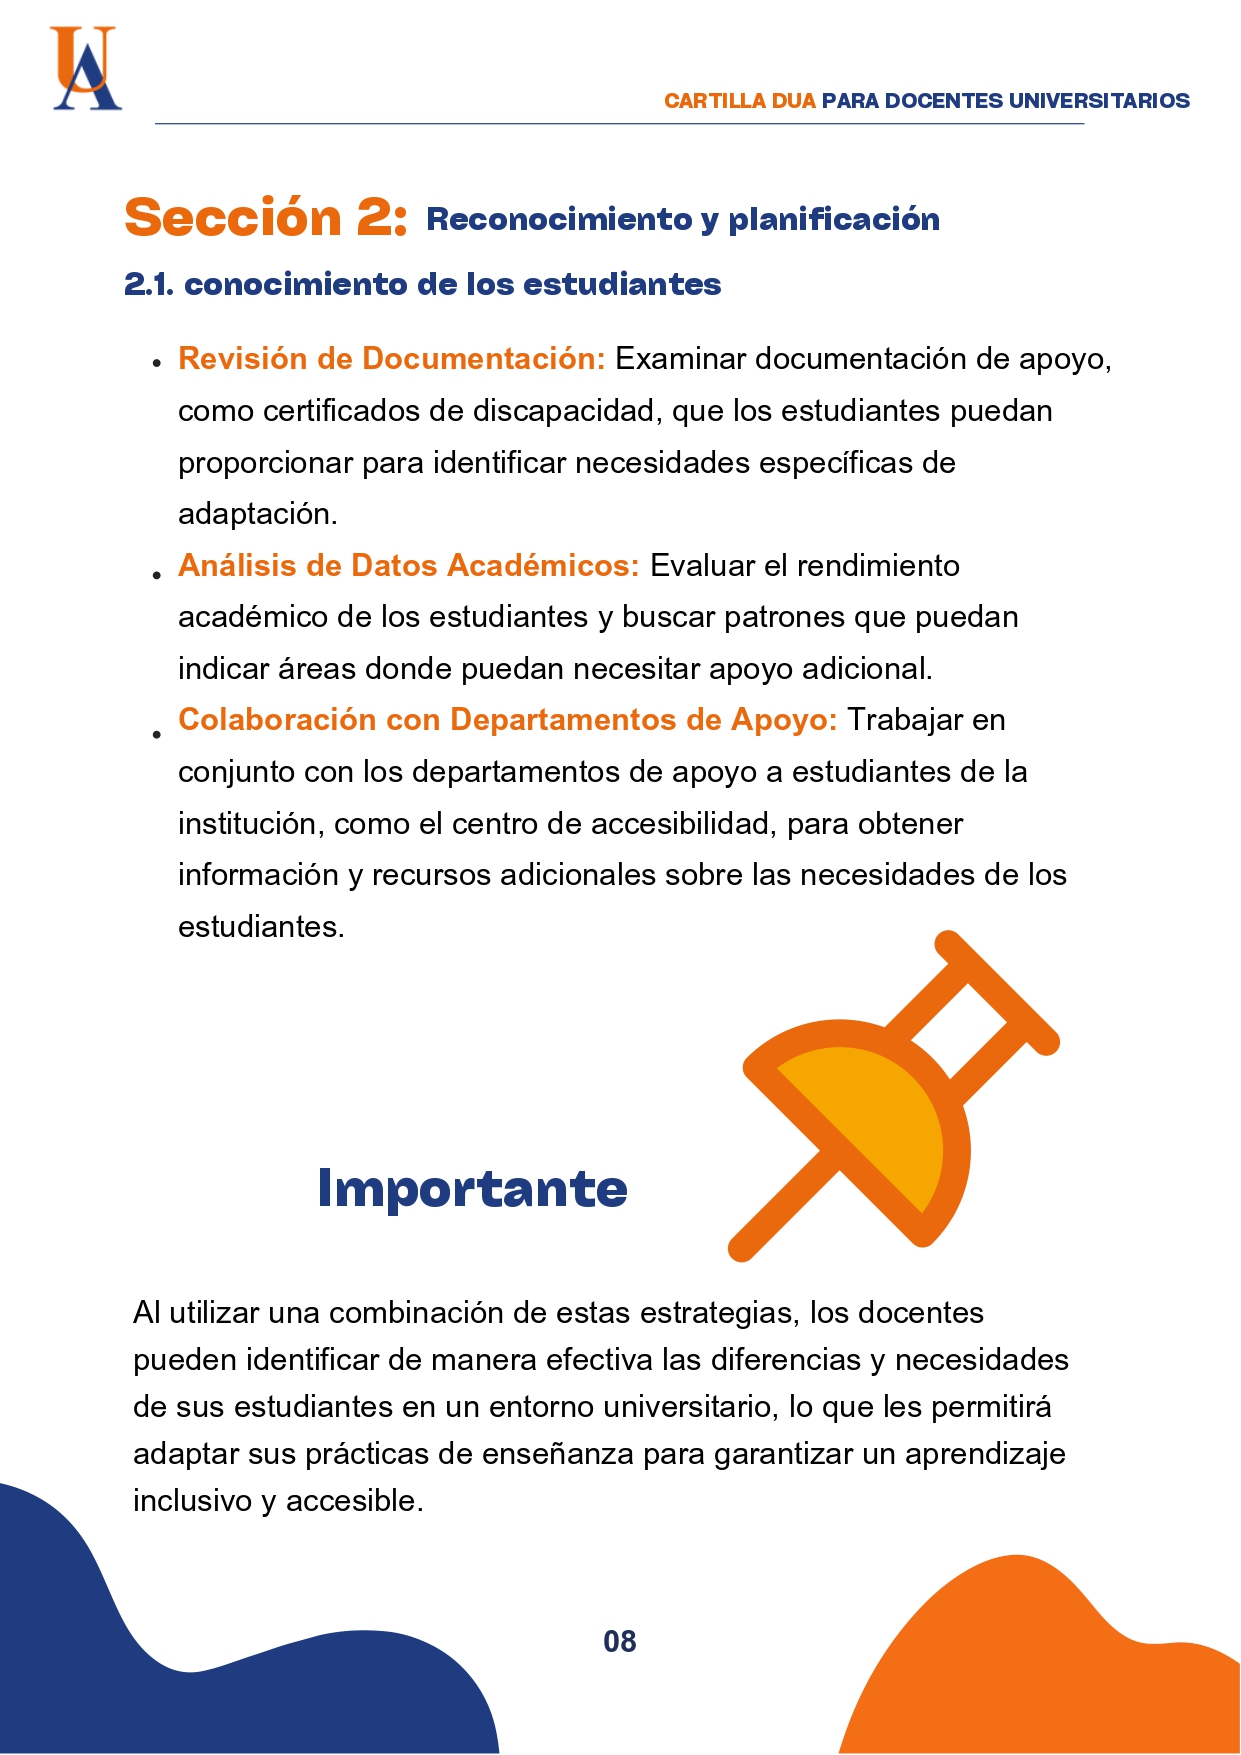 UA
CARTILLA DUA PARA DOCENTES UNIVERSITARIOS
Sección 2: Reconocimiento y planificación
2.1. conocimiento de los estudiantes
• Revisión de Documentación: Examinar documentación de apoyo,
como certificados de discapacidad, que los estudiantes puedan
proporcionar para identificar necesidades específicas de
adaptación.
• Análisis de Datos Académicos: Evaluar el rendimiento
académico de los estudiantes y buscar patrones que puedan
indicar áreas donde puedan necesitar apoyo adicional.
• Colaboración con Departamentos de Apoyo: Trabajar en
conjunto con los departamentos de apoyo a estudiantes de la
institución, como el centro de accesibilidad, para obtener
información y recursos adicionales sobre las necesidades de los
estudiantes.
Importante
Al utilizar una combinación de estas estrategias, los docentes
pueden identificar de manera efectiva las diferencias y necesidades
de sus estudiantes en un entorno universitario, lo que les permitirá
adaptar sus prácticas de enseñanza para garantizar un aprendizaje
inclusivo y accesible.
08